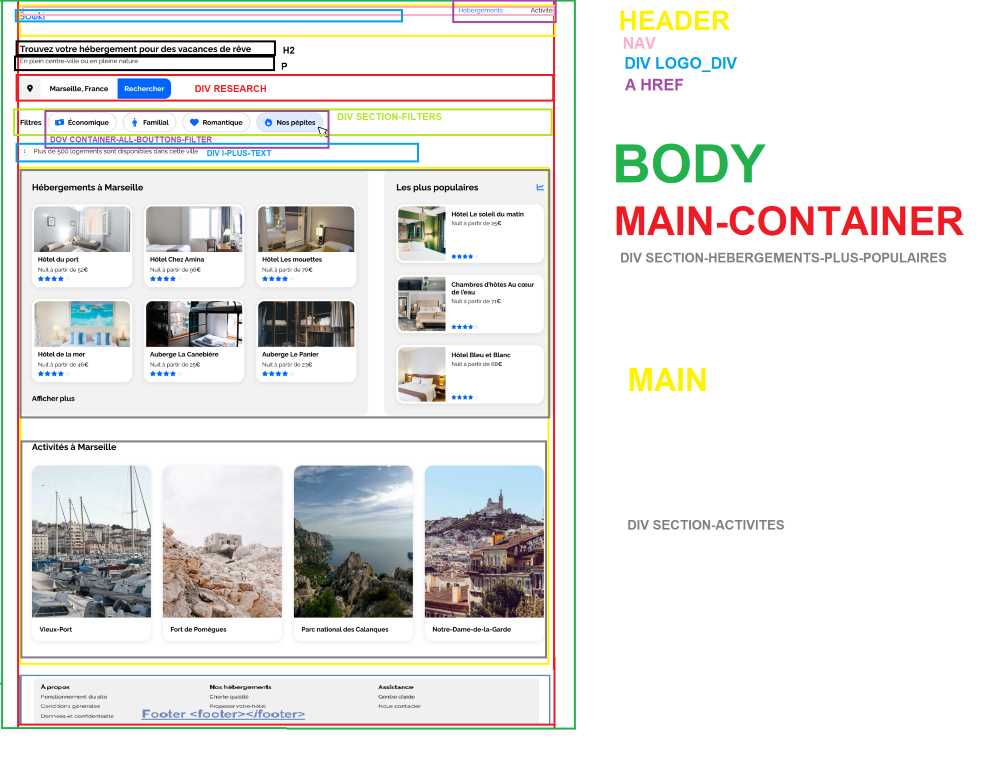 Booki
Hébergements
Activité
HEADER
NAV
DIV LOGO_DIV
A HREF
Trouvez votre hébergement pour des vacances de rêve
H2
En plein centre-ville ou en pleine nature
P
Marseille, France
Rechercher
DIV RESEARCH
Filtres
Économique
Familial
Romantique
Nos pépites
DIV SECTION-FILTERS
DOV CONTAINER-ALL-BOUTTONS-FILTER
i
Plus de 500 logements sont disponibles dans cette ville
DIV I-PLUS-TEXT
BODY
MAIN-CONTAINER
DIV SECTION-HEBERGEMENTS-PLUS-POPULAIRES
MAIN
Hébergements à Marseille
Hôtel du port
Nuit à partir de 52€
Hôtel Chez Amina
Nuit à partir de 96€
Hôtel Les mouettes
Nuit à partir de 76€
Hôtel de la mer
Nuit à partir de 46€
Auberge La Canebière
Nuit à partir de 25€
Auberge Le Panier
Nuit à partir de 23€
Afficher plus
Les plus populaires
Hôtel Le soleil du matin
Nuit à partir de 25€
Chambres d'hôtes Au cœur
de l'eau
Nuit à partir de 71€
Hôtel Bleu et Blanc
Nuit à partir de 68€
Activités à Marseille
DIV SECTION-ACTIVITES
Vieux-Port
Fort de Pomègues
Parc national des Calanques
Notre-Dame-de-la-Garde
À propos
Fonctionnement du site
Conditions générales
Données et confidentialité
Nos hébergements
Charte qualité
Proposer votre hôtel
Assistance
Centre d'aide
Nous contacter
Footer <footer></footer>